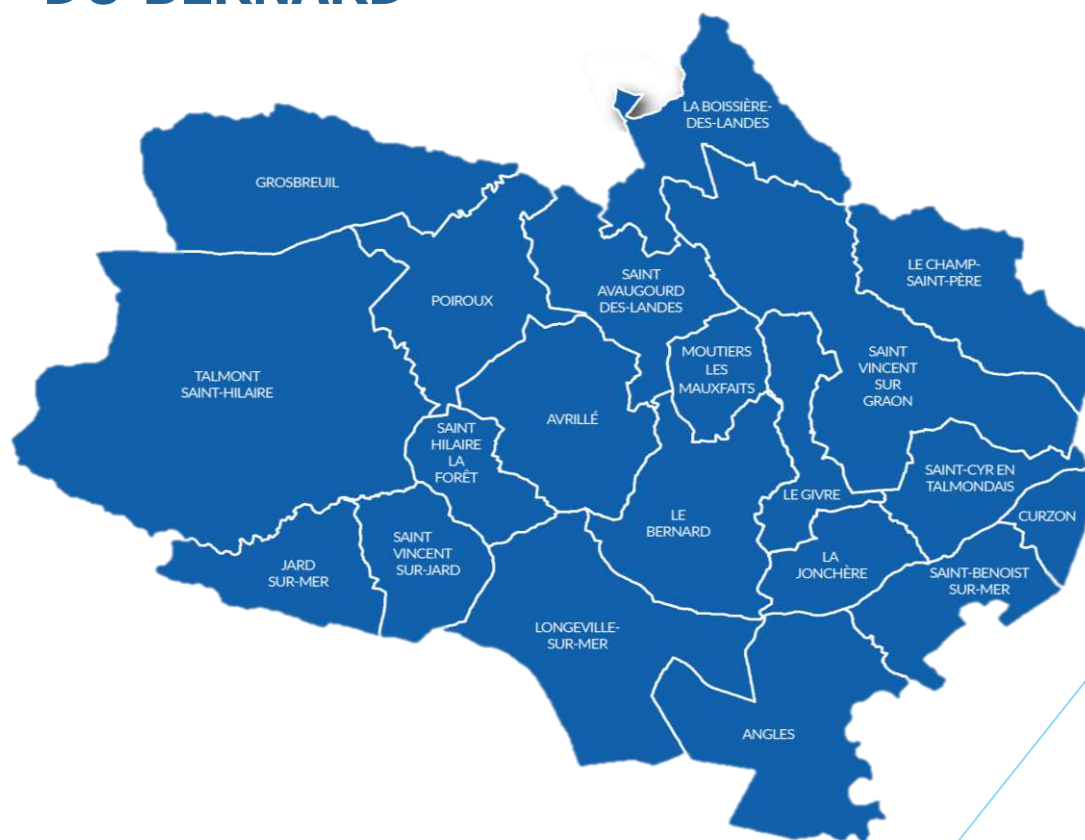 DU BERNARD
LA BOISSIÈRE-
DES-LANDES
GROSBREUIL
LE CHAMP-
SAINT-PÈRE
SAINT
AVAUGOURD
DES-LANDES
POIROUX
MOUTIERS
LES
MAUXFAITS
SAINT
VINCENT
SUR
GRAON
TALMONT
SAINT-HILAIRE
AVRILLÉ
SAINT
HILAIRE
LA
FORÊT
SAINT-CYR EN
TALMONDAIS
LE GIVRE
CURZON
LE
BERNARD
SAINT
VINCENT
SUR-JARD
JARD
SUR-MER
LA
JONCHÈRE
SAINT-BENOIST
SUR-MER
LONGEVILLE-
SUR-MER
ANGLES